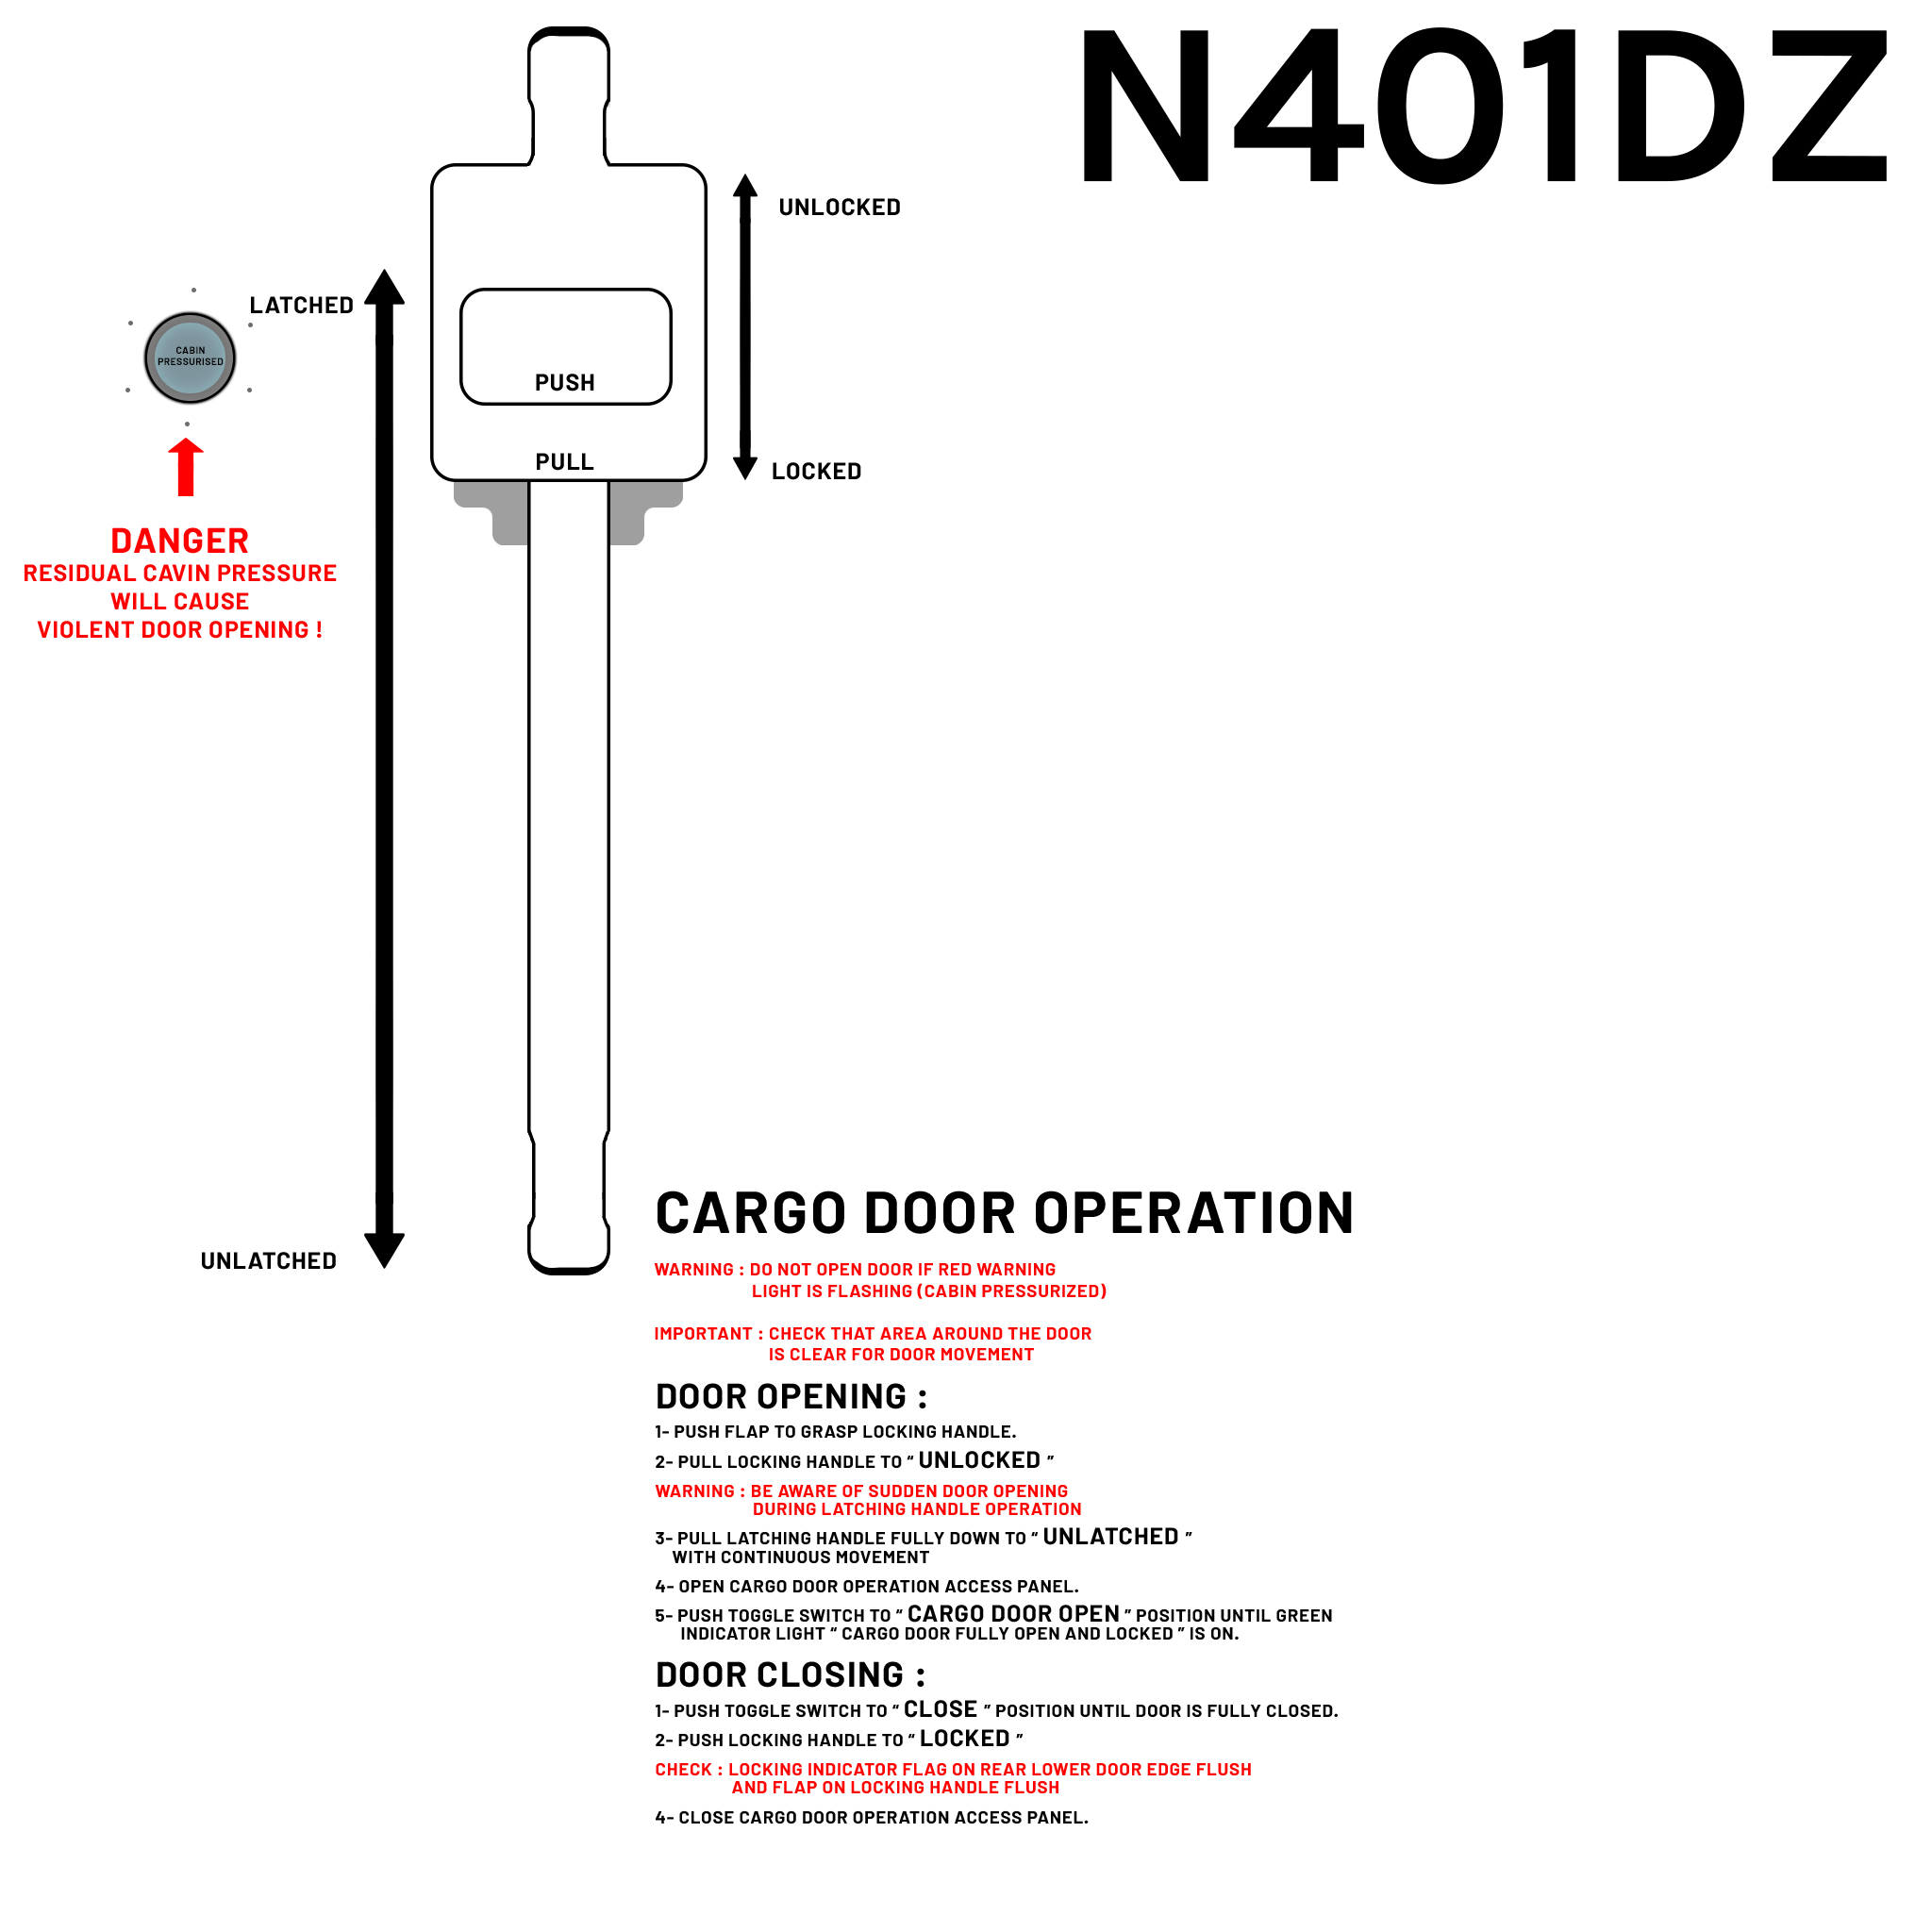 N401DZ
UNLOCKED
LATCHED
CABIN
PRESSURISED
PUSH
PULL
LOCKED
DANGER
RESIDUAL CAVIN PRESSURE
WILL CAUSE
VIOLENT DOOR OPENING !
UNLATCHED
CARGO DOOR OPERATION
WARNING : DO NOT OPEN DOOR IF RED WARNING
LIGHT IS FLASHING (CABIN PRESSURIZED)
IMPORTANT : CHECK THAT AREA AROUND THE DOOR
IS CLEAR FOR DOOR MOVEMENT
DOOR OPENING :
1- PUSH FLAP TO GRASP LOCKING HANDLE.
2- PULL LOCKING HANDLE TO “ UNLOCKED ”
WARNING : BE AWARE OF SUDDEN DOOR OPENING
DURING LATCHING HANDLE OPERATION
3- PULL LATCHING HANDLE FULLY DOWN TO “ UNLATCHED ”
WITH CONTINUOUS MOVEMENT
4- OPEN CARGO DOOR OPERATION ACCESS PANEL.
5- PUSH TOGGLE SWITCH TO “ CARGO DOOR OPEN ” POSITION UNTIL GREEN
INDICATOR LIGHT “ CARGO DOOR FULLY OPEN AND LOCKED ” IS ON.
DOOR CLOSING :
1- PUSH TOGGLE SWITCH TO “ CLOSE ” POSITION UNTIL DOOR IS FULLY CLOSED.
2- PUSH LOCKING HANDLE TO “ LOCKED ”
CHECK : LOCKING INDICATOR FLAG ON REAR LOWER DOOR EDGE FLUSH
AND FLAP ON LOCKING HANDLE FLUSH
4- CLOSE CARGO DOOR OPERATION ACCESS PANEL.